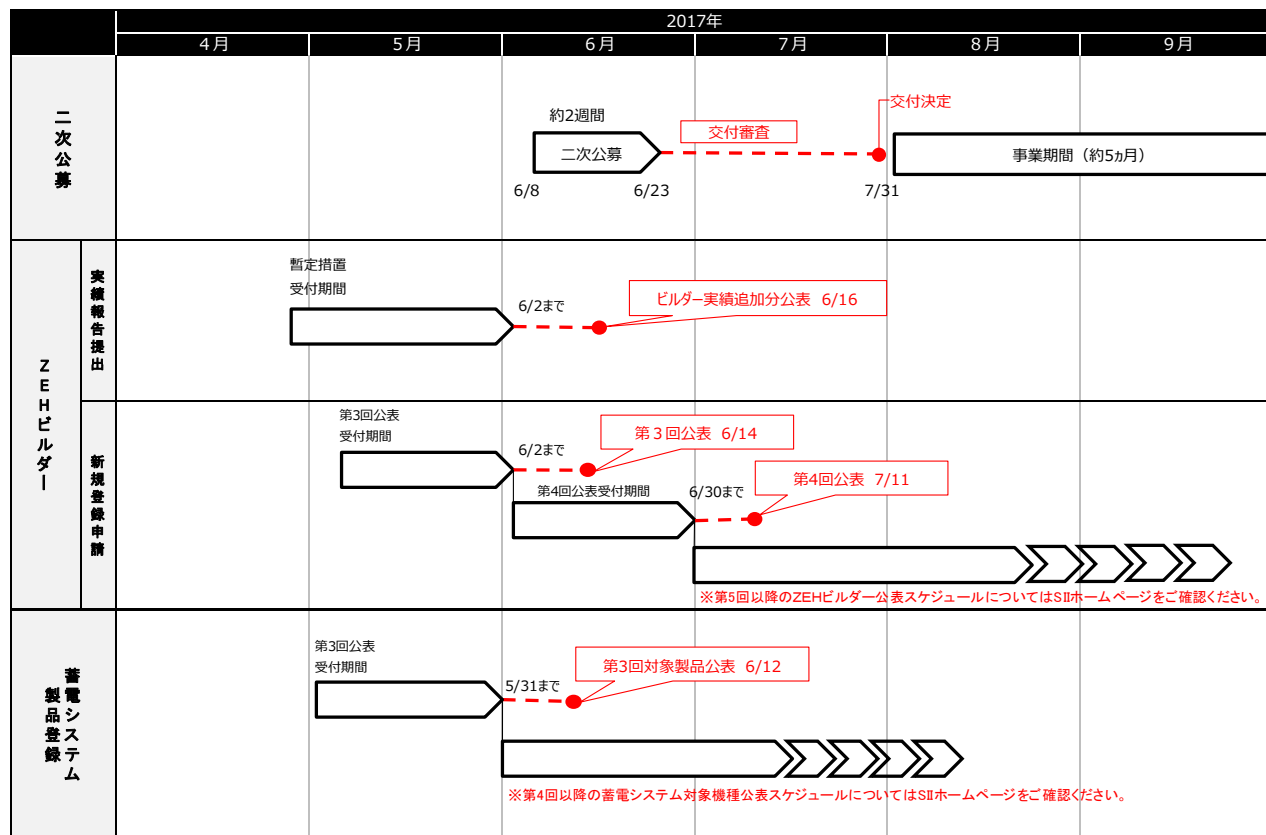 2017年
4月
5月
6月
7月
8月
9月
二次公募
約2週間
二次公募
6/8
6/23
交付審査
交付決定
7/31
事業期間（約5ヵ月）
ZEHビルダー
実績報告提出
暫定措置
受付期間
6/2まで
ビルダー実績追加分公表 6/16
新規登録申請
第3回公表
受付期間
6/2まで
第３回公表 6/14
第4回公表受付期間
6/30まで
第4回公表 7/11
※第5回以降のZEHビルダー公表スケジュールについてはSIIホームページをご確認ください。
蓄電システム
製品登録
第3回公表
受付期間
5/31まで
第3回対象製品公表 6/12
※第4回以降の蓄電システム対象機種公表スケジュールについてはSIIホームページをご確認ください。